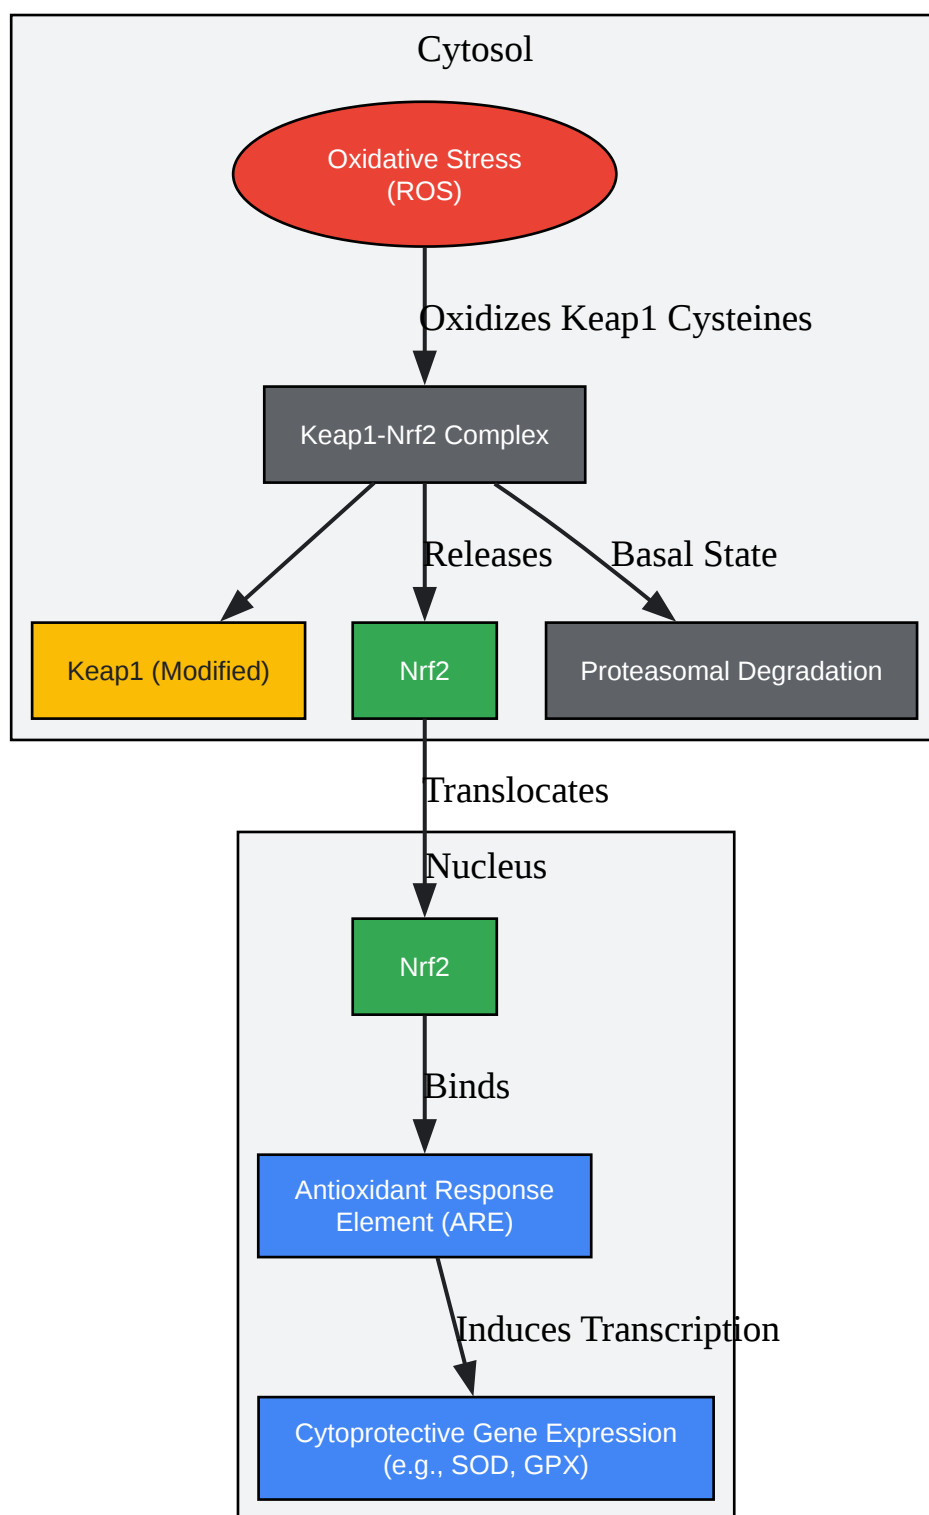 Cytosol
Oxidative Stress
(ROS)
Oxidizes Keap1 Cysteines
Keap1-Nrf2 Complex
Releases
Basal State
Keap1 (Modified)
Nrf2
Proteasomal Degradation
Translocates
Nucleus
Nrf2
Binds
Antioxidant Response
Element (ARE)
Induces Transcription
Cytoprotective Gene Expression
(e.g., SOD, GPX)